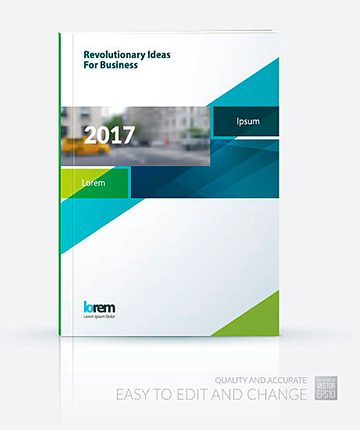 Revolutionary Ideas
For Business
Ipsum
2017
Lorem
lorem
Lorem Ipsum Dolor
QUALITY AND ACCURATE
EASY TO EDIT AND CHANGE
VECTOR
EPS10